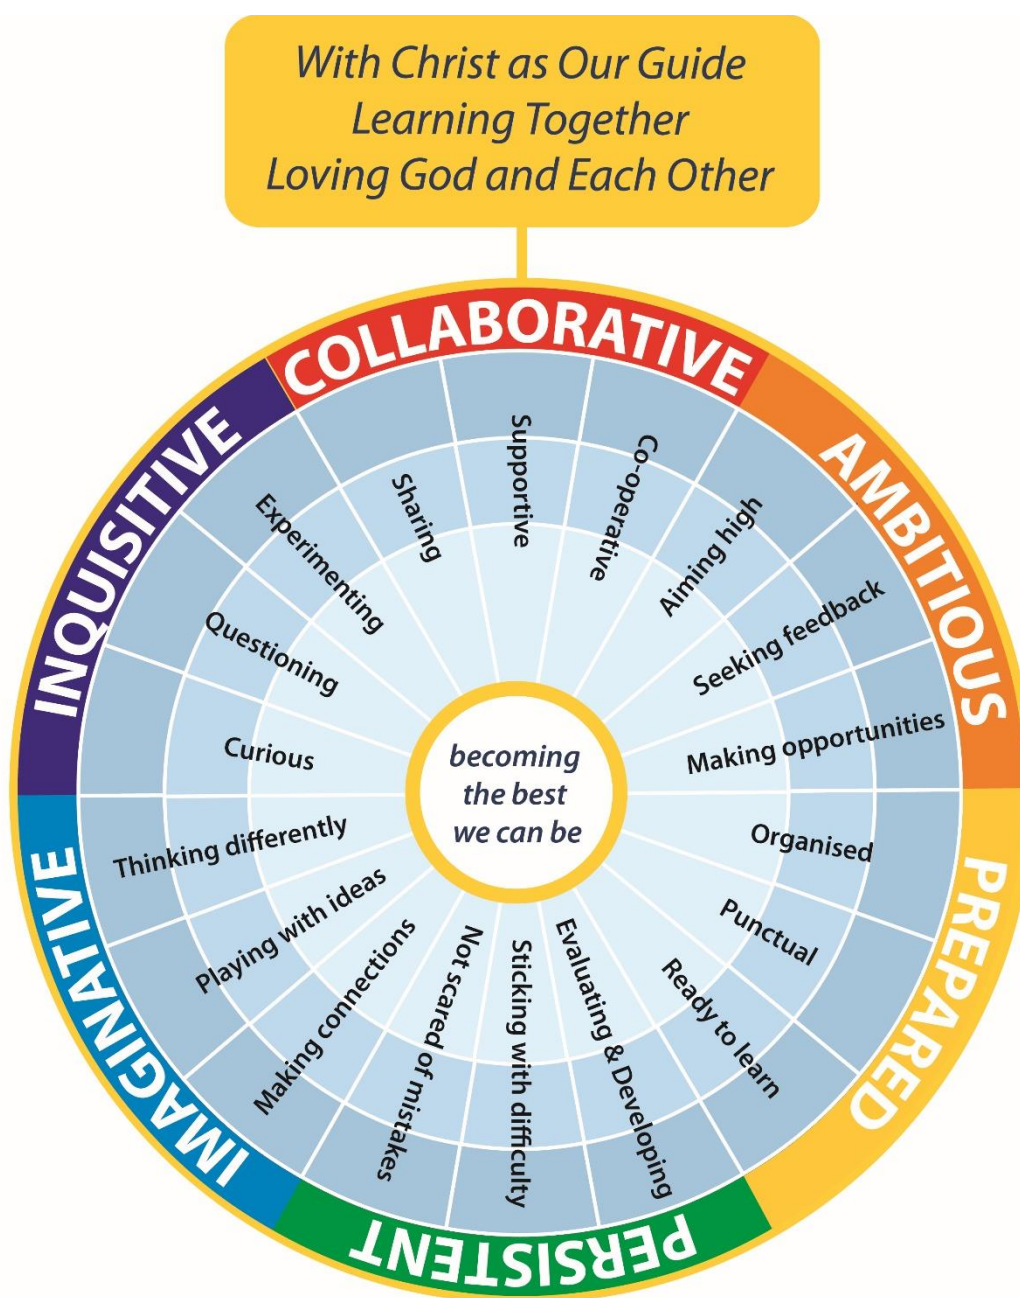 With Christ as Our Guide
Learning Together
Loving God and Each Other
COLLABORATIVE
Sharing
Supportive
Co-operative
AMBITIOUS
Aiming high
Seeking feedback
Making opportunities
PREPARED
Organised
Punctual
Ready to learn
PERSISTENT
Evaluating & Developing
Sticking with difficulty
Not scared of mistakes
IMAGINATIVE
Making connections
Playing with ideas
Thinking differently
INQUISITIVE
Curious
Questioning
Experimenting
becoming
the best
we can be